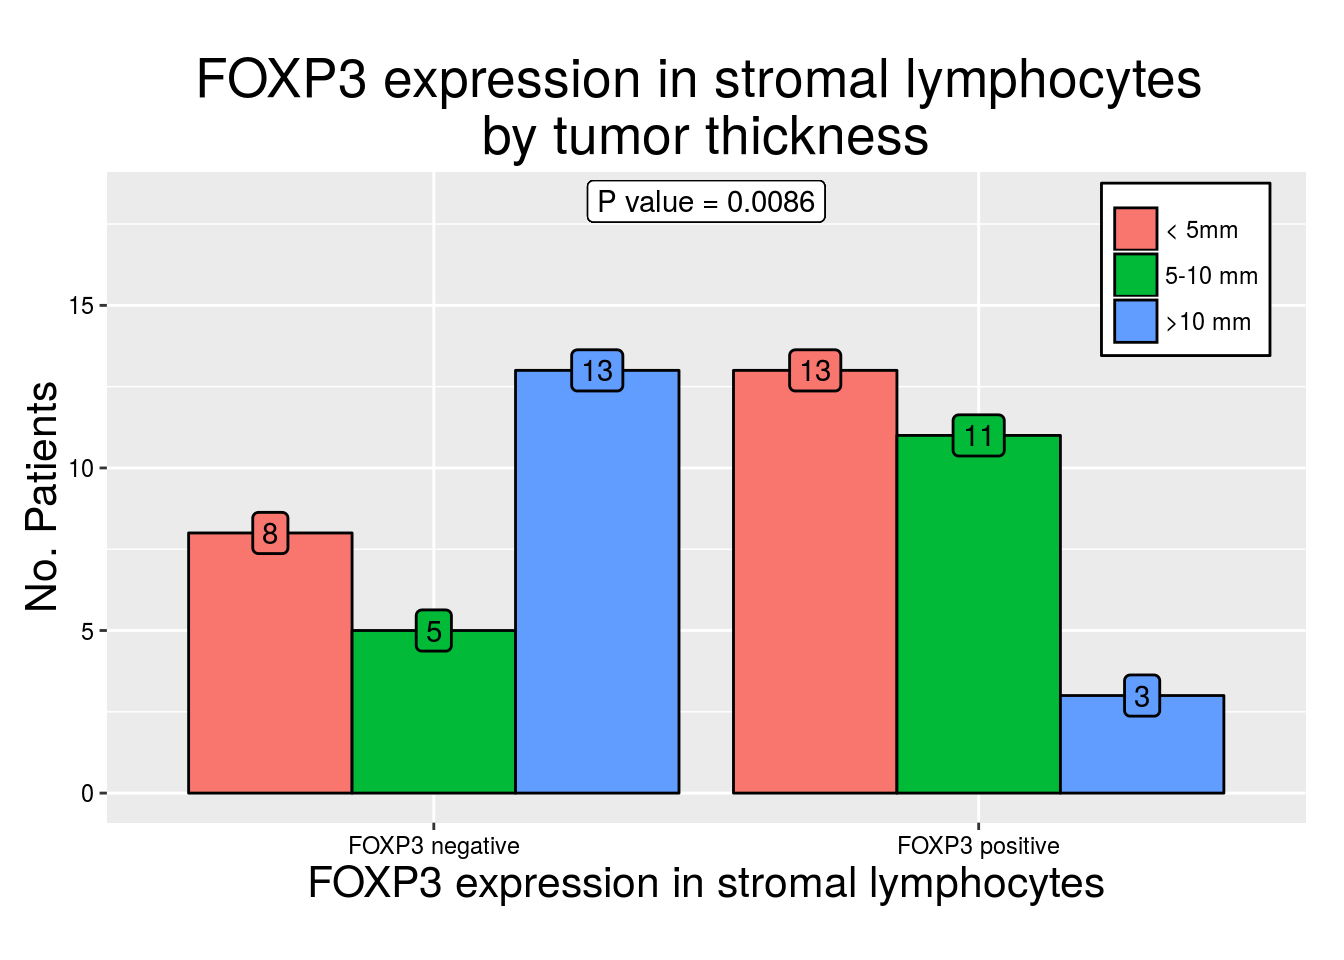 FOXP3 expression in stromal lymphocytes
by tumor thickness
P value = 0.0086
< 5mm
5-10 mm
>10 mm
No. Patients
15
10
5
0
8
5
13
13
11
3
FOXP3 negative
FOXP3 positive
FOXP3 expression in stromal lymphocytes